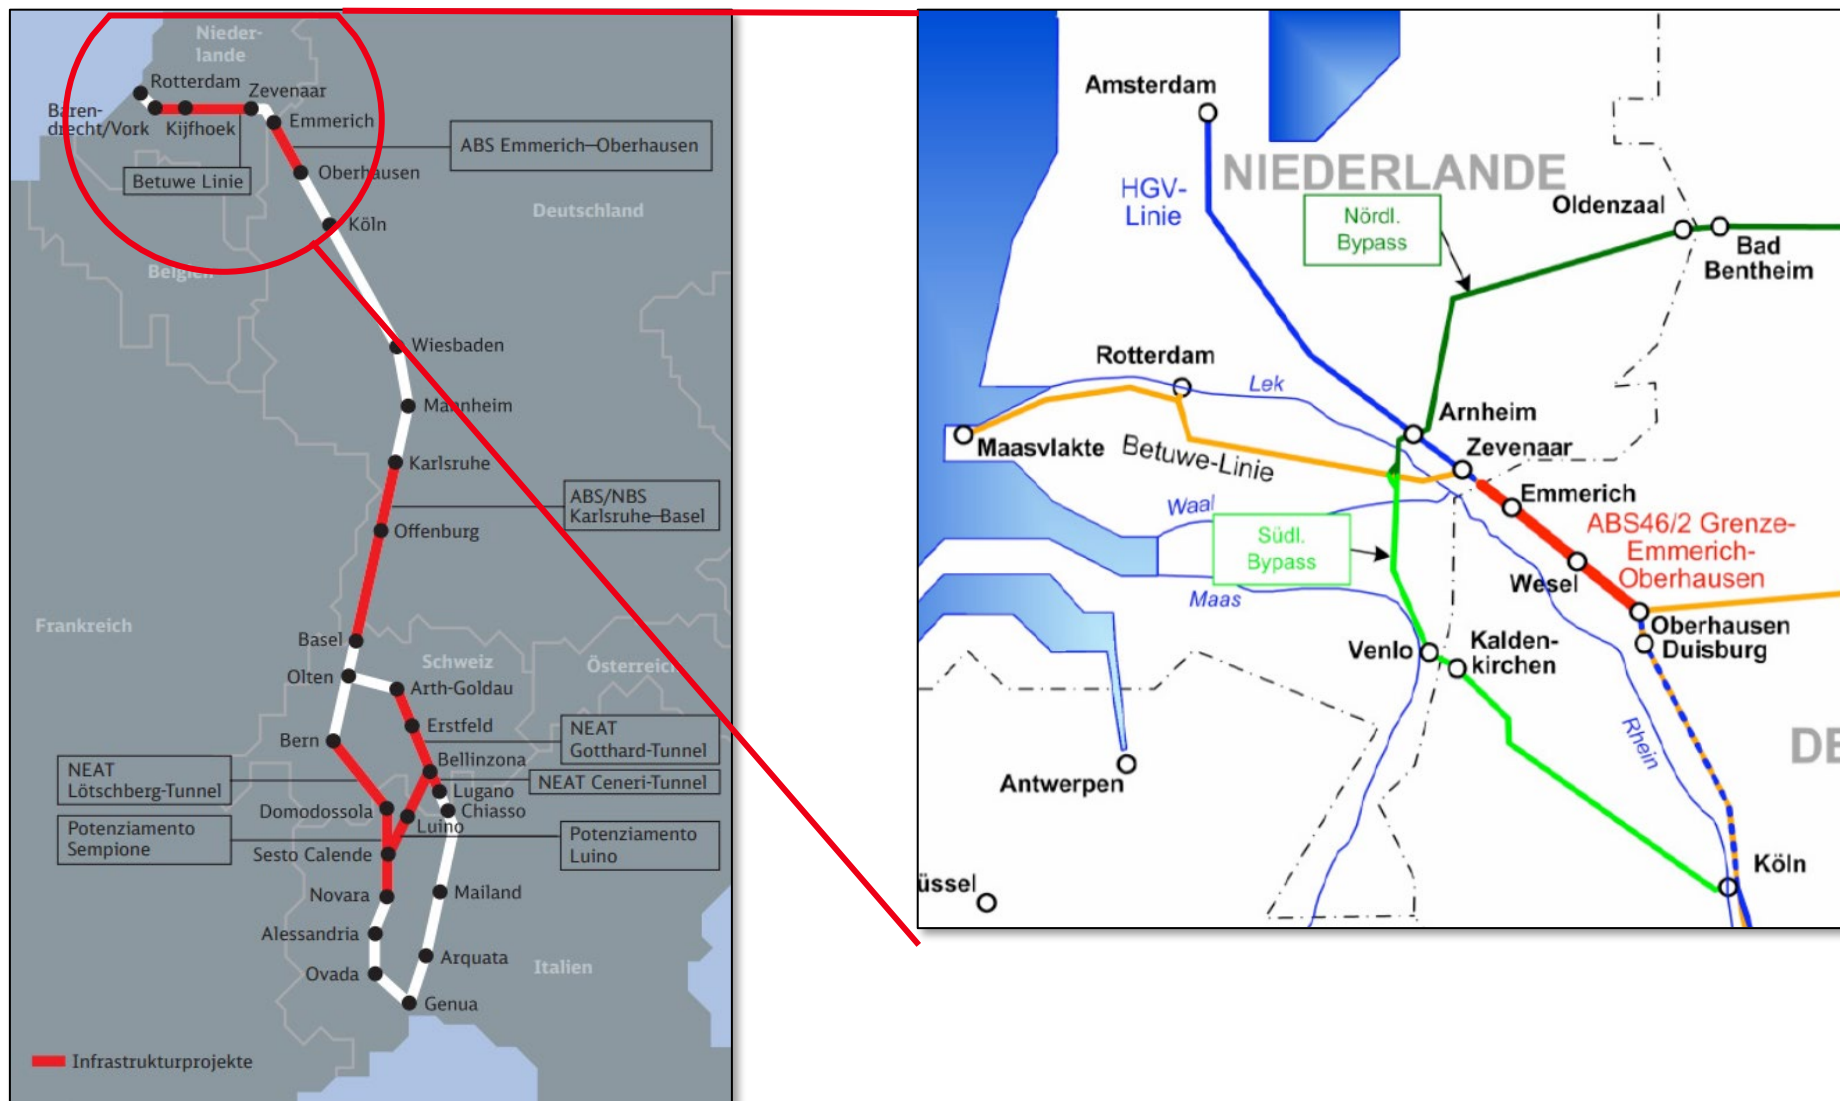 Nieder-
lande
Rotterdam
Zevenaar
Baren-
drecht/Vork
Kijfhoek
Emmerich
ABS Emmerich–Oberhausen
Betuwe Linie
Oberhausen
Deutschland
Köln
Belgien
Wiesbaden
Mannheim
Karlsruhe
ABS/NBS
Karlsruhe–Basel
Offenburg
Frankreich
Basel
Schweiz
Österreich
Olten
Arth-Goldau
Erstfeld
NEAT
Gotthard-Tunnel
Bern
Bellinzona
NEAT
Lötschberg-Tunnel
NEAT Ceneri-Tunnel
Lugano
Domodossola
Chiasso
Luino
Potenziamento
Sempione
Potenziamento
Luino
Sesto Calende
Novara
Mailand
Alessandria
Arquata
Italien
Ovada
Genua
Infrastrukturprojekte
Amsterdam
NIEDERLANDE
HGV-
Linie
Nördl.
Bypass
Oldenzaal
Bad
Bentheim
Rotterdam
Lek
Arnheim
Maasvlakte
Betuwe-Linie
Zevenaar
Waal
Emmerich
ABS46/2 Grenze-
Emmerich-
Oberhausen
Südl.
Bypass
Wesel
Maas
Oberhausen
Duisburg
Venlo
Kalden-
kirchen
Rhein
DE
Antwerpen
Köln
üssel